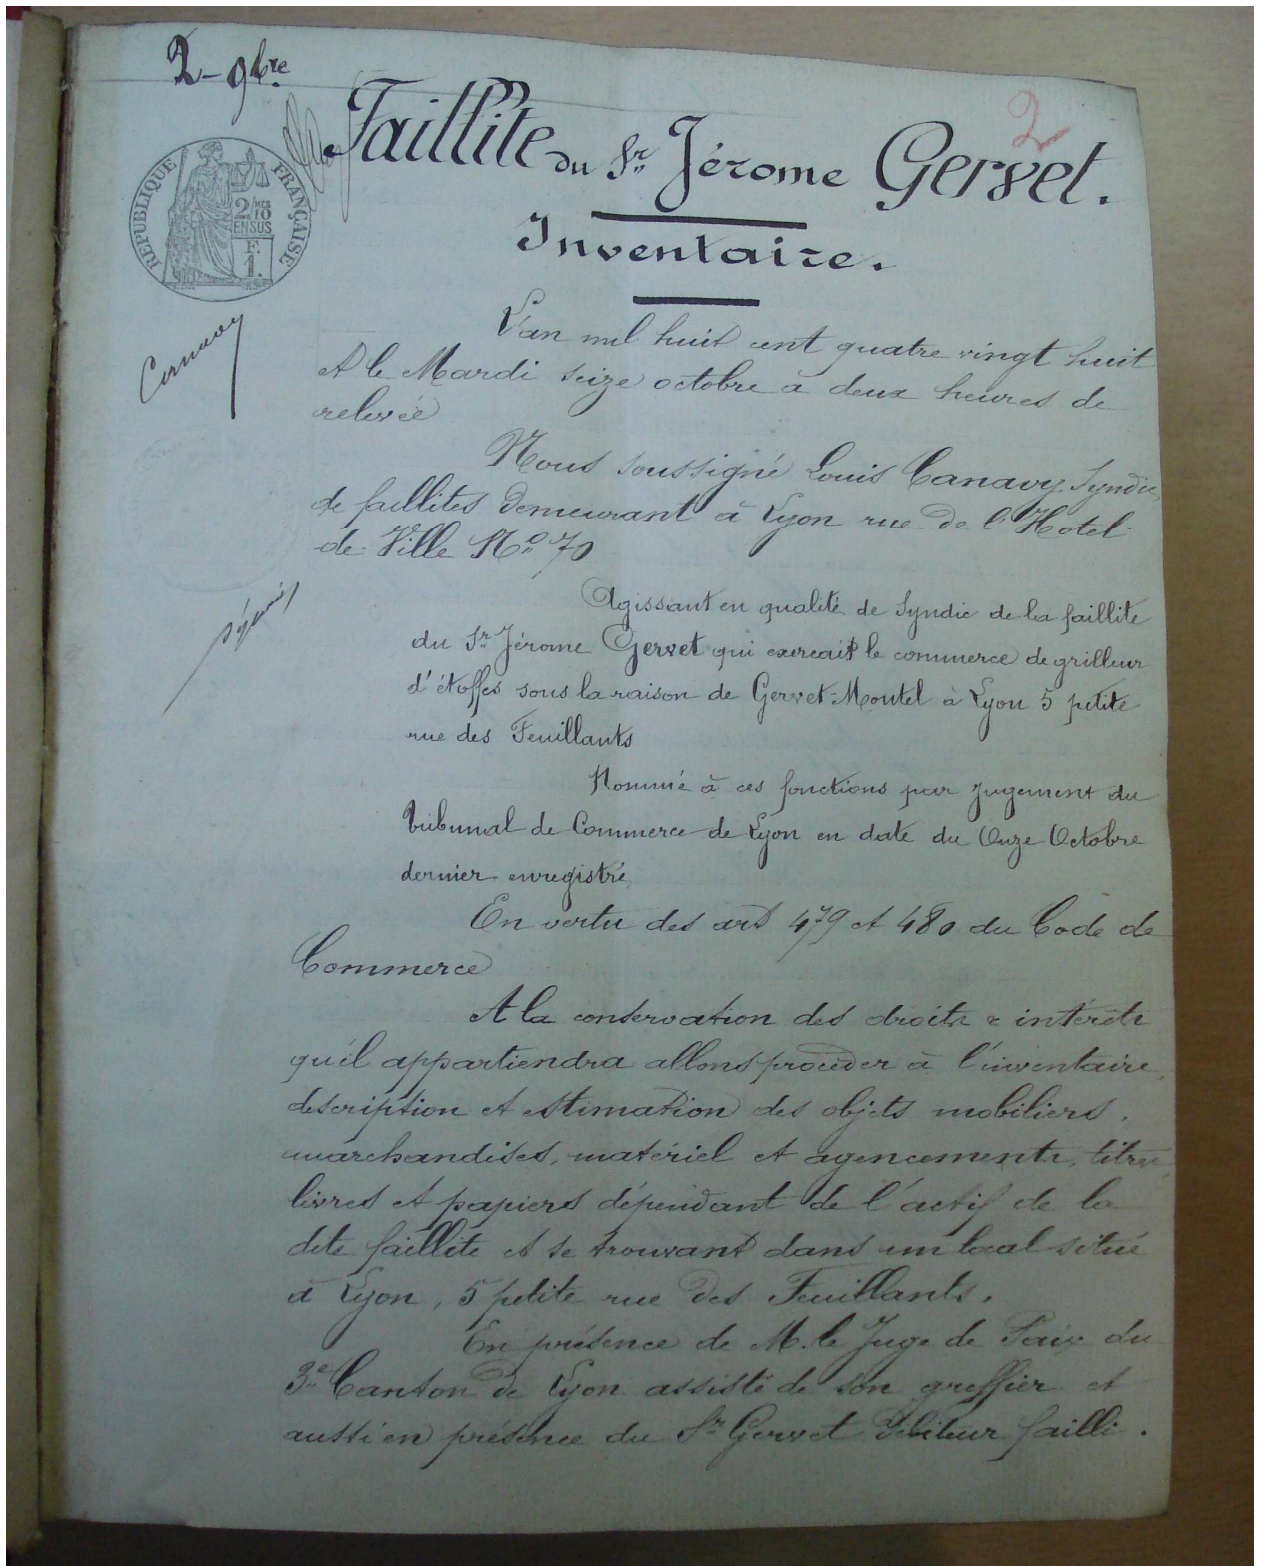 2 - 9bre
2
Faillite du Sr Jérome Gervet.
RÉPUBLIQUE FRANÇAISE
2/10MES
EN SUS
F.
1.
Inventaire.
L'an mil huit cent quatre vingt huit
et le Mardi seize octobre à deux heures de
relevée
Nous soussigné Louis Canavy, Syndic
de faillites demeurant à Lyon rue de l'Hotel
de Ville No 70
Agissant en qualité de Syndic de la faillite
du Sr Jérome Gervet qui exercait le commerce de grilleur
d'étoffes sous la raison de Gervet-Montel à Lyon 5 petite
rue des Feuillants
Nommé à ces fonctions par jugement du
tribunal de Commerce de Lyon en date du Onze Octobre
dernier enregistré,
En vertu des art 479 et 480 du Code de
Commerce
A la conservation des droits & intérêts
qu'il appartiendra allons procéder à l'inventaire,
description et estimation des objets mobiliers,
marchandises, matériel et agencements, titres,
livres et papiers dépendant de l'actif de la
dite faillite et se trouvant dans un local situé
à Lyon, 5 petite rue des Feuillants.
En présence de M. le Juge de Paix du
3e Canton de Lyon assisté de son greffier et
aussi en présence du Sr Gervet débiteur failli.